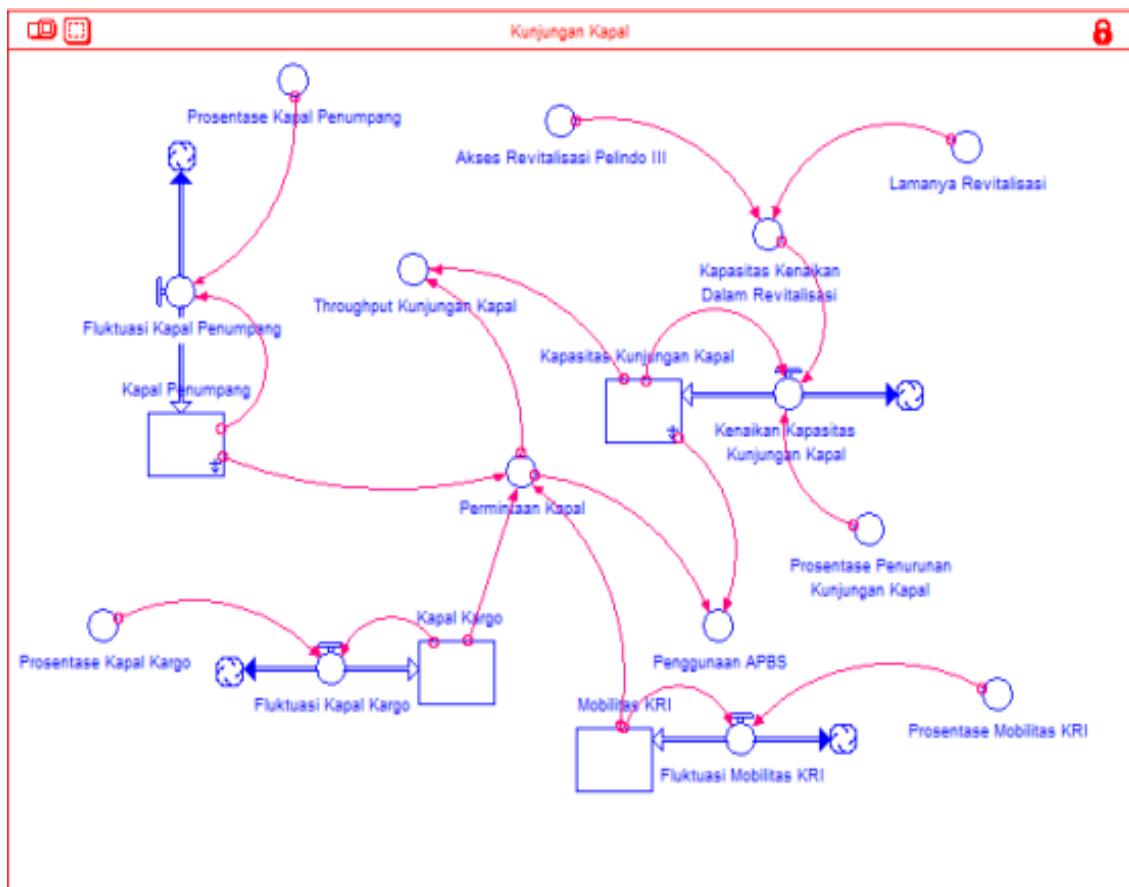 Kunjungan Kapal
Prosentase Kapal Penumpang
Akses Revitalisasi Pelindo III
Lamanya Revitalisasi
Kapasitas Kenaikan
Dalam Revitalisasi
Throughput Kunjungan Kapal
Fluktuasi Kapal Penumpang
Kapasitas Kunjungan Kapal
Kapal Penumpang
Kenaikan Kapasitas
Kunjungan Kapal
Permintaan Kapal
Prosentase Penurunan
Kunjungan Kapal
Kapal Kargo
Prosentase Kapal Kargo
Penggunaan APBS
Fluktuasi Kapal Kargo
Mobilitas KRI
Prosentase Mobilitas KRI
Fluktuasi Mobilitas KRI